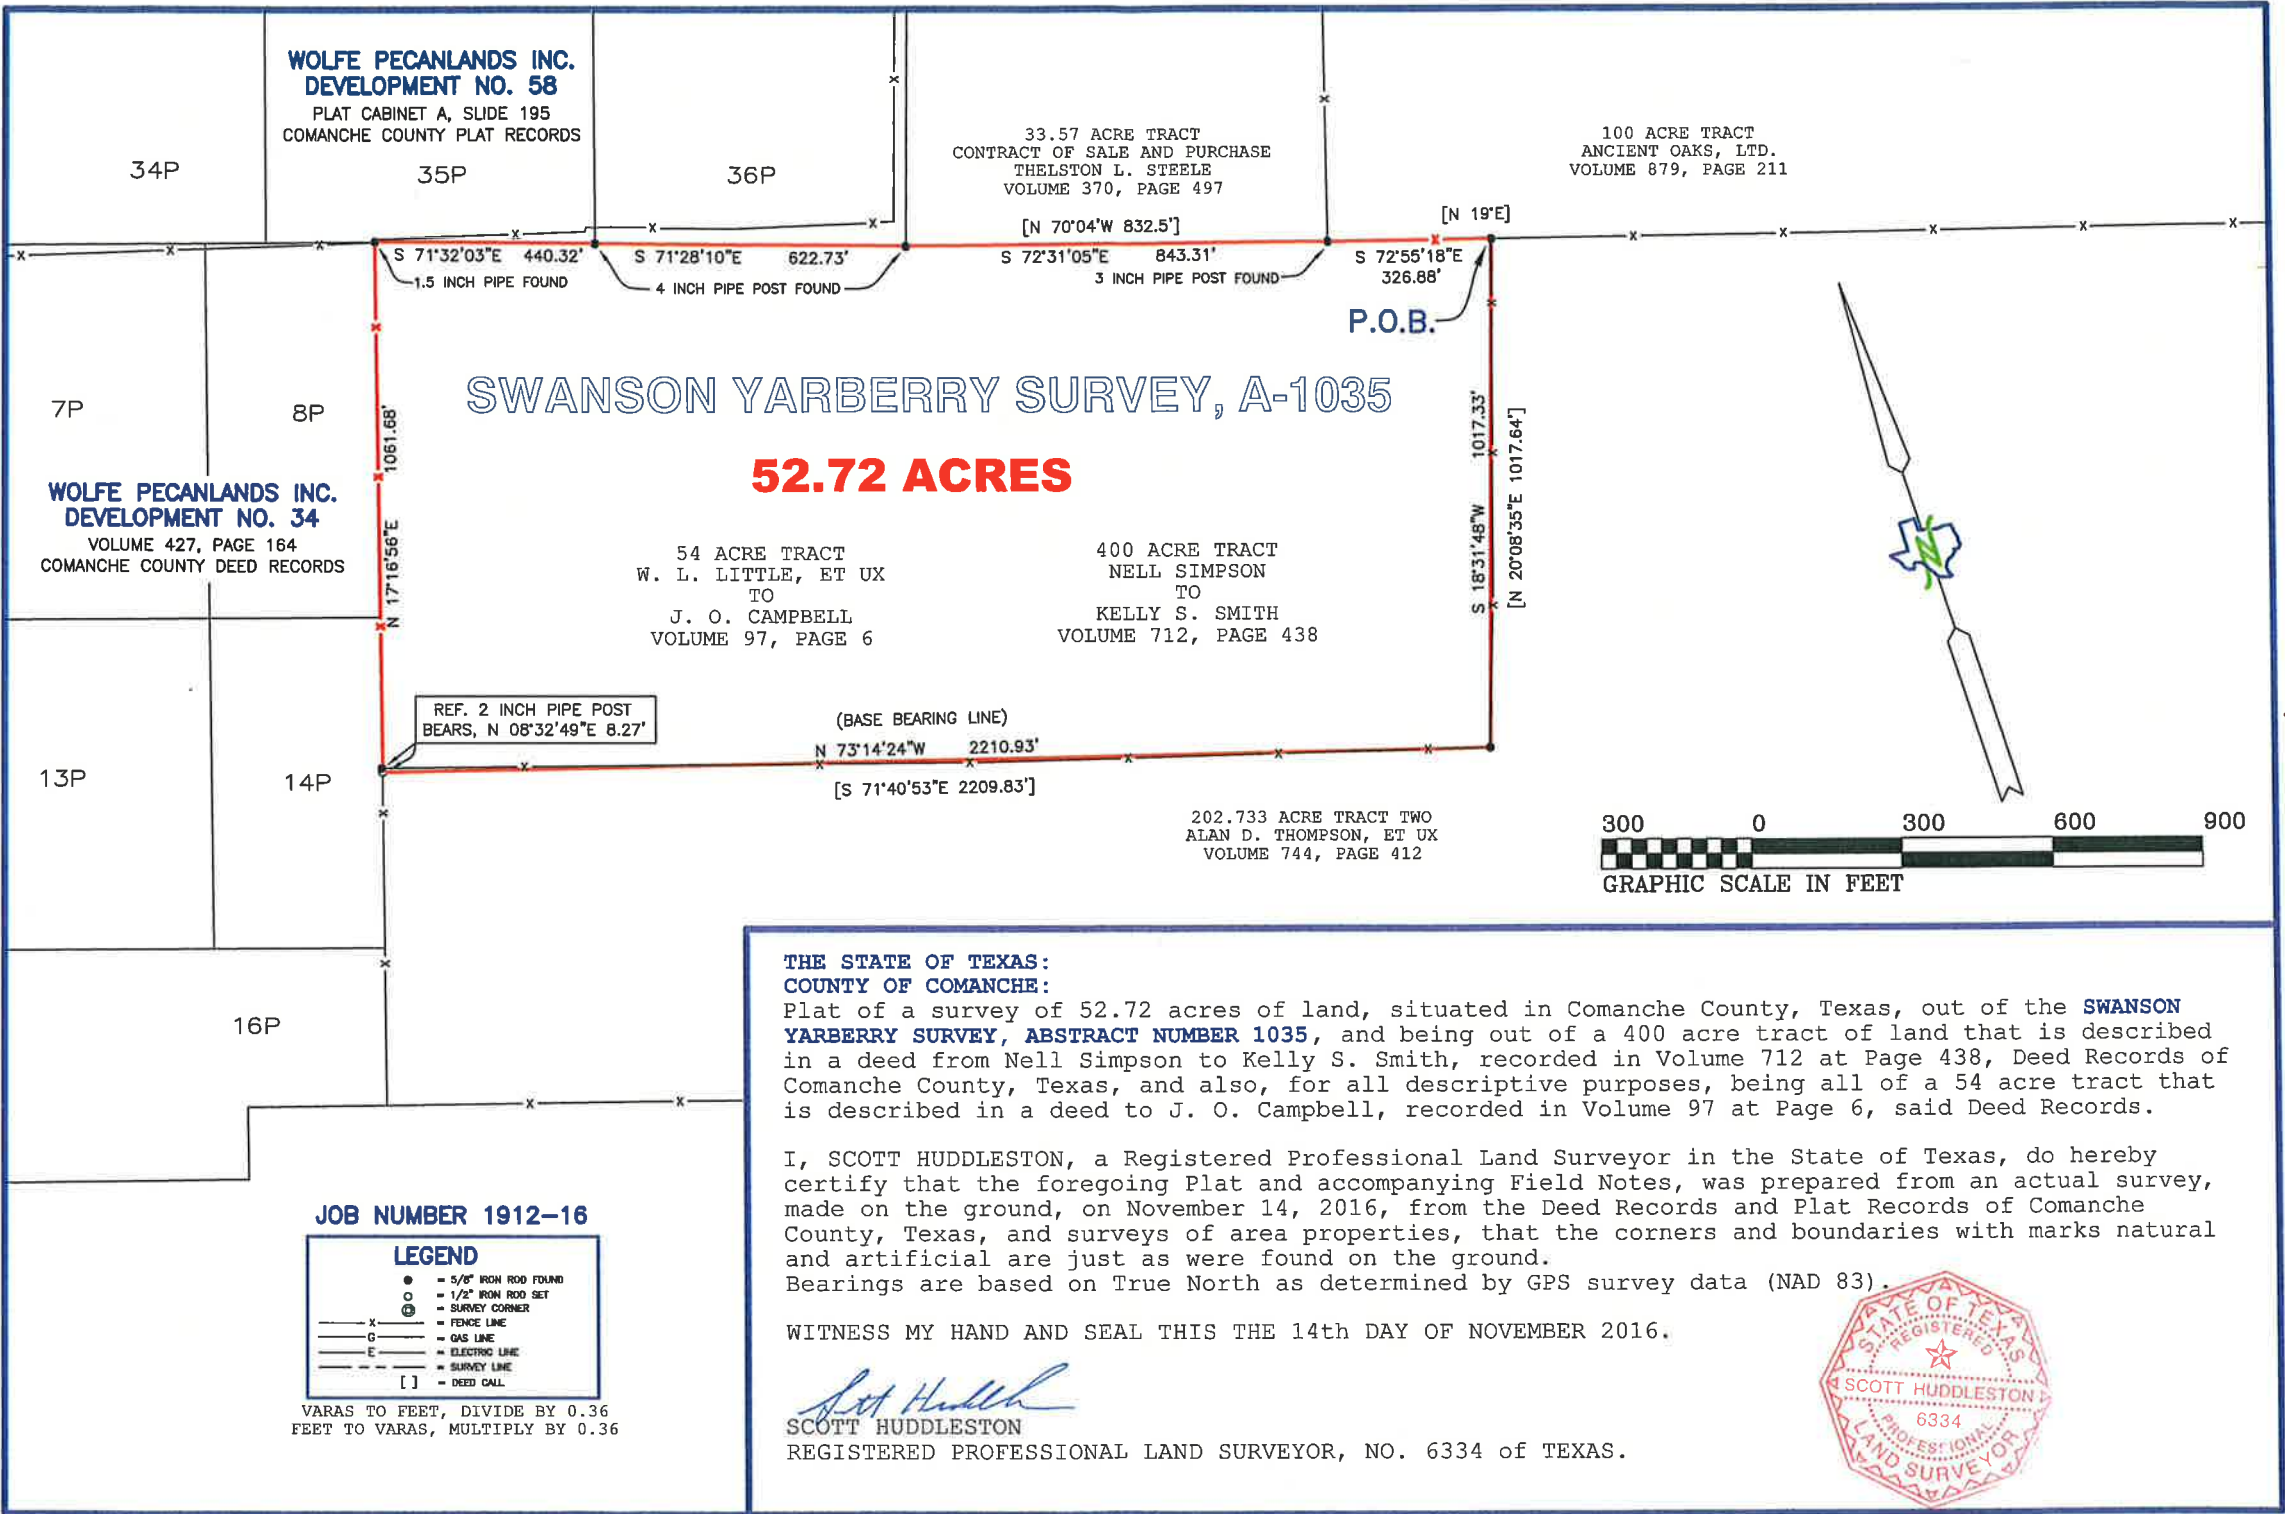 WOLFE PECANLANDS INC.
DEVELOPMENT NO. 58
PLAT CABINET A, SLIDE 195
COMANCHE COUNTY PLAT RECORDS
34P
35P
36P
33.57 ACRE TRACT
CONTRACT OF SALE AND PURCHASE
THELSTON L. STEELE
VOLUME 370, PAGE 497
100 ACRE TRACT
ANCIENT OAKS, LTD.
VOLUME 879, PAGE 211
[N 70°04'W 832.5']
[N 19°E]
S 71°32'03"E 440.32'
S 71°28'10"E 622.73'
S 72°31'05"E 843.31'
S 72°55'18"E
326.88'
1.5 INCH PIPE FOUND
4 INCH PIPE POST FOUND
3 INCH PIPE POST FOUND
P.O.B.
SWANSON YARBERRY SURVEY, A-1035
52.72 ACRES
7P
8P
WOLFE PECANLANDS INC.
DEVELOPMENT NO. 34
VOLUME 427, PAGE 164
COMANCHE COUNTY DEED RECORDS
N 17°16'56"E 1061.68'
54 ACRE TRACT
W. L. LITTLE, ET UX
TO
J. O. CAMPBELL
VOLUME 97, PAGE 6
400 ACRE TRACT
NELL SIMPSON
TO
KELLY S. SMITH
VOLUME 712, PAGE 438
S 18°31'48"W 1017.33'
[N 20°08'35"E 1017.64']
N
REF. 2 INCH PIPE POST
BEARS, N 08°32'49"E 8.27'
(BASE BEARING LINE)
N 73°14'24"W 2210.93'
[S 71°40'53"E 2209.83']
13P
14P
202.733 ACRE TRACT TWO
ALAN D. THOMPSON, ET UX
VOLUME 744, PAGE 412
300 0 300 600 900
GRAPHIC SCALE IN FEET
16P
THE STATE OF TEXAS:
COUNTY OF COMANCHE:
Plat of a survey of 52.72 acres of land, situated in Comanche County, Texas, out of the SWANSON
YARBERRY SURVEY, ABSTRACT NUMBER 1035, and being out of a 400 acre tract of land that is described
in a deed from Nell Simpson to Kelly S. Smith, recorded in Volume 712 at Page 438, Deed Records of
Comanche County, Texas, and also, for all descriptive purposes, being all of a 54 acre tract that
is described in a deed to J. O. Campbell, recorded in Volume 97 at Page 6, said Deed Records.
I, SCOTT HUDDLESTON, a Registered Professional Land Surveyor in the State of Texas, do hereby
certify that the foregoing Plat and accompanying Field Notes, was prepared from an actual survey,
made on the ground, on November 14, 2016, from the Deed Records and Plat Records of Comanche
County, Texas, and surveys of area properties, that the corners and boundaries with marks natural
and artificial are just as were found on the ground.
Bearings are based on True North as determined by GPS survey data (NAD 83).
WITNESS MY HAND AND SEAL THIS THE 14th DAY OF NOVEMBER 2016.
SCOTT HUDDLESTON
REGISTERED PROFESSIONAL LAND SURVEYOR, NO. 6334 of TEXAS.
STATE OF TEXAS
REGISTERED
SCOTT HUDDLESTON
6334
PROFESSIONAL
LAND SURVEYOR
JOB NUMBER 1912-16
LEGEND
= 5/8" IRON ROD FOUND
= 1/2" IRON ROD SET
= SURVEY CORNER
X = FENCE LINE
G = GAS LINE
E = ELECTRIC LINE
= SURVEY LINE
[ ] = DEED CALL
VARAS TO FEET, DIVIDE BY 0.36
FEET TO VARAS, MULTIPLY BY 0.36